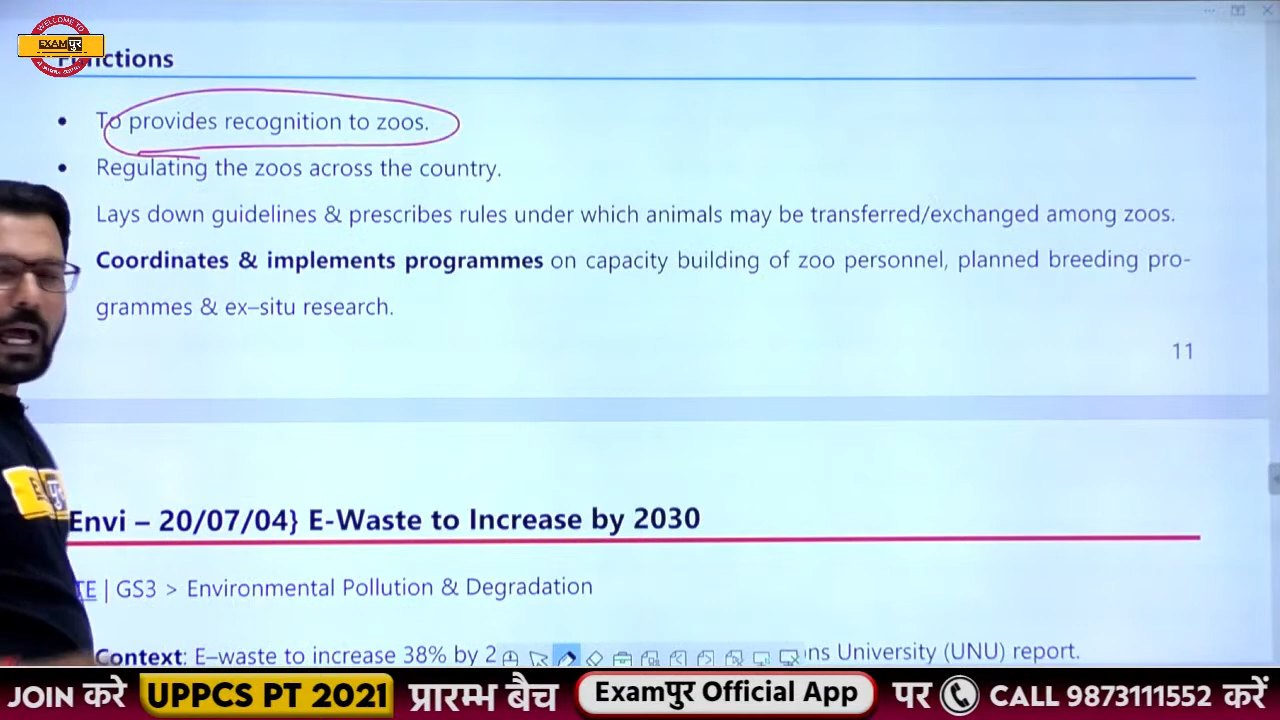 WELCOME TO
EXAMपुर
Functions
• To provides recognition to zoos.
• Regulating the zoos across the country.
Lays down guidelines & prescribes rules under which animals may be transferred/exchanged among zoos.
Coordinates & implements programmes on capacity building of zoo personnel, planned breeding pro-
grammes & ex–situ research.
11
Envi – 20/07/04} E-Waste to Increase by 2030
TE | GS3 > Environmental Pollution & Degradation
Context: E–waste to increase 38% by 2 ns University (UNU) report.
JOIN करे UPPCS PT 2021 प्रारम्भ बैच Examपुर Official App पर CALL 9873111552 करें